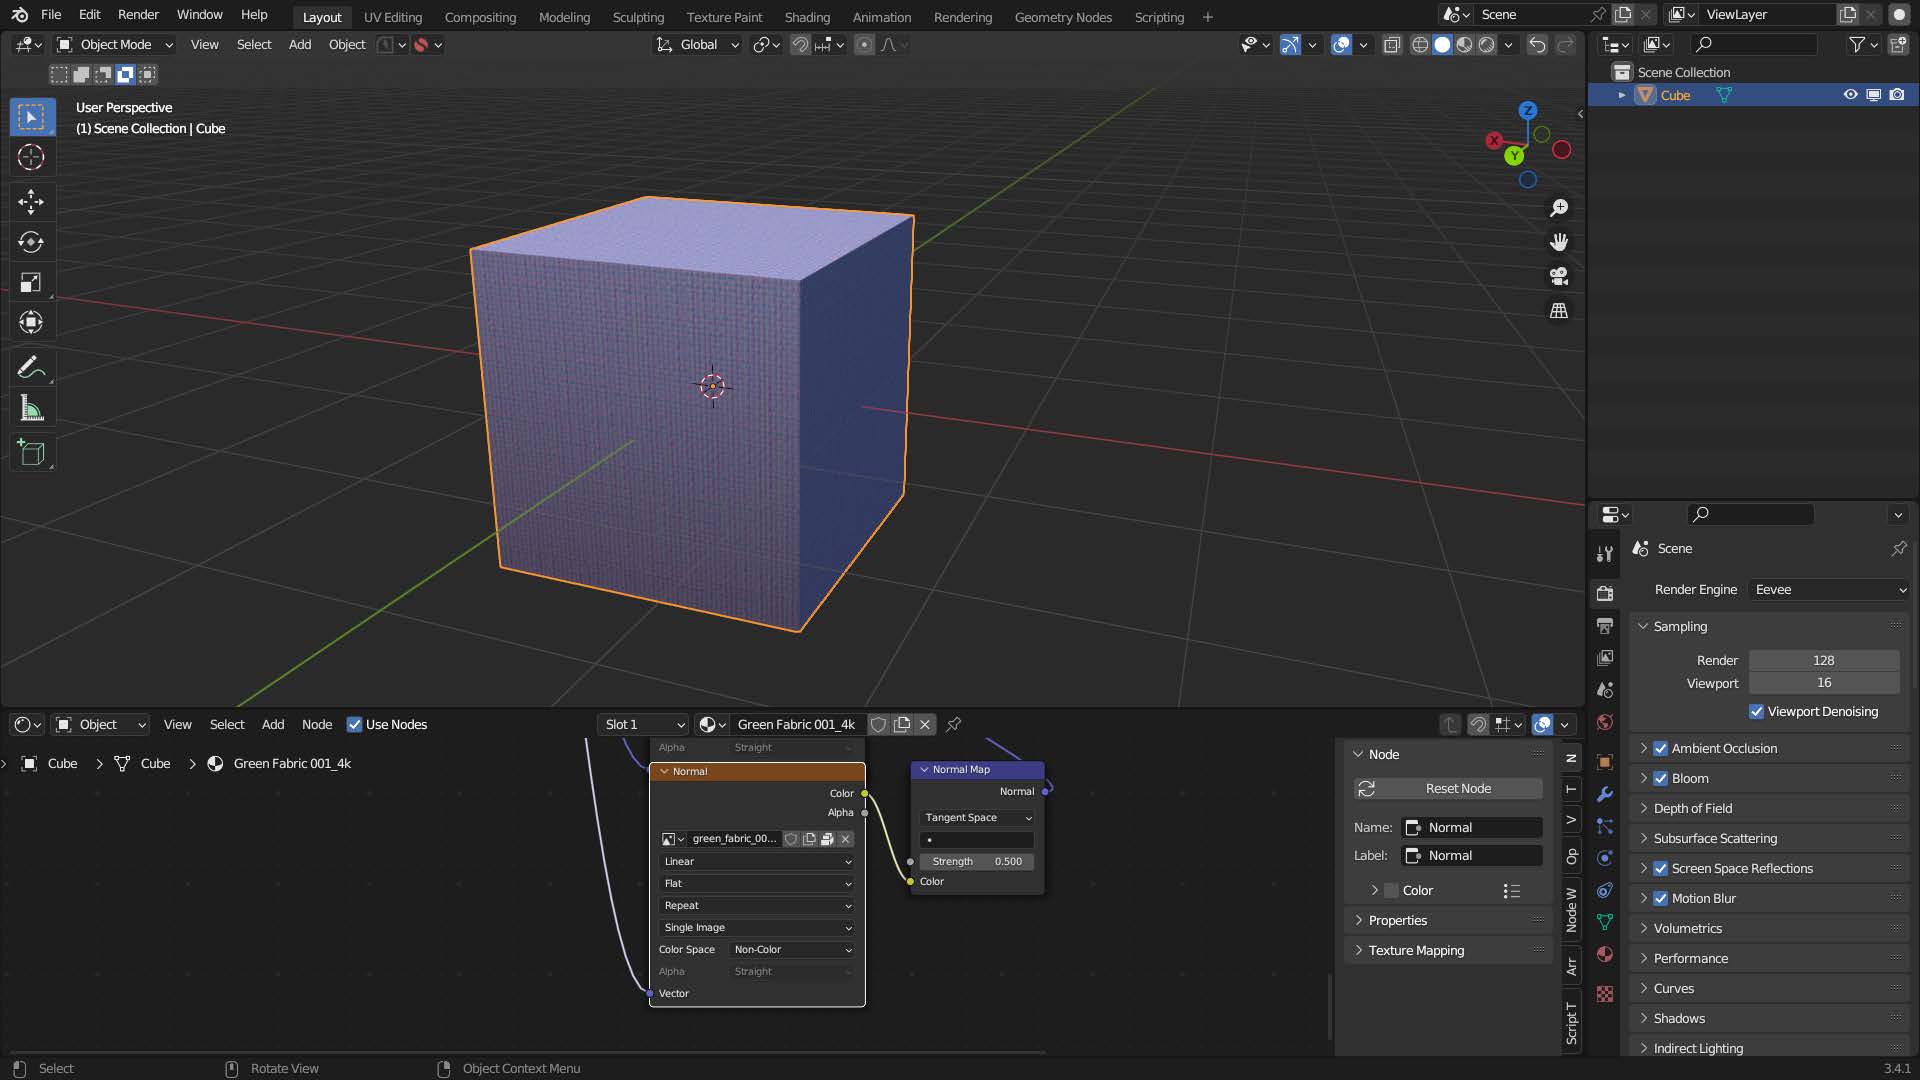 File Edit Render Window Help Layout UV Editing Compositing Modeling Sculpting Texture Paint Shading Animation Rendering Geometry Nodes Scripting + Scene ViewLayer
Object Mode View Select Add Object Global
User Perspective
(1) Scene Collection | Cube
Z
X
Y
Scene Collection
Cube
Scene
Render Engine Eevee
Sampling
Render 128
Viewport 16
Viewport Denoising
Ambient Occlusion
Bloom
Depth of Field
Subsurface Scattering
Screen Space Reflections
Motion Blur
Volumetrics
Performance
Curves
Shadows
Indirect Lighting
Object View Select Add Node Use Nodes Slot 1 Green Fabric 001_4k
Cube > Cube > Green Fabric 001_4k
Alpha Straight
Normal
Color
Alpha
green_fabric_00...
Linear
Flat
Repeat
Single Image
Color Space Non-Color
Alpha Straight
Vector
Normal Map
Normal
Tangent Space
Strength 0.500
Color
Node
Reset Node
Name: Normal
Label: Normal
Color
Properties
Texture Mapping
N
T
V
Op
Node W
Arr
Script T
Select Rotate View Object Context Menu 3.4.1